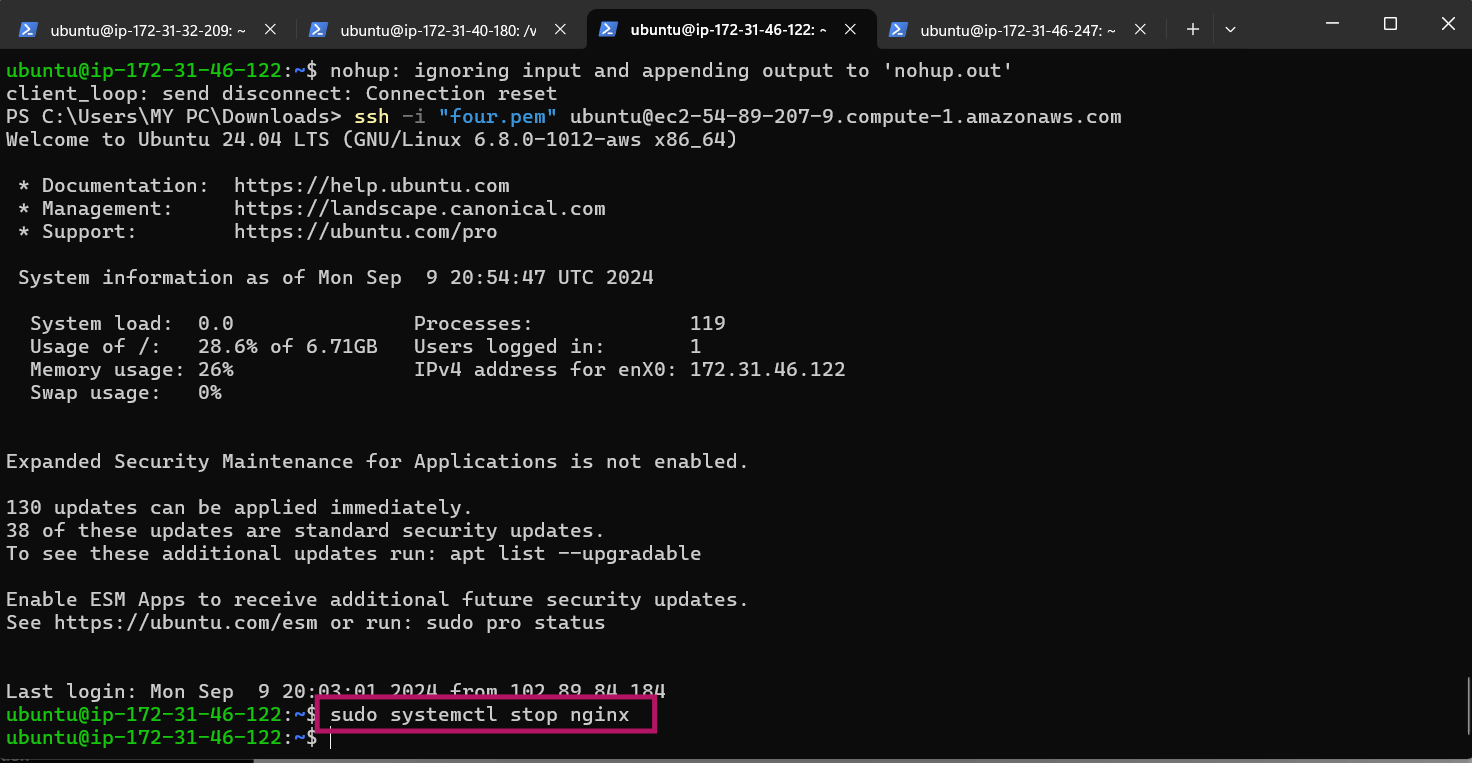 ubuntu@ip-172-31-32-209: ~
ubuntu@ip-172-31-40-180: /v
ubuntu@ip-172-31-46-122: ~
ubuntu@ip-172-31-46-247: ~
ubuntu@ip-172-31-46-122:~$ nohup: ignoring input and appending output to 'nohup.out'
client_loop: send disconnect: Connection reset
PS C:\Users\MY PC\Downloads> ssh -i "four.pem" ubuntu@ec2-54-89-207-9.compute-1.amazonaws.com
Welcome to Ubuntu 24.04 LTS (GNU/Linux 6.8.0-1012-aws x86_64)
* Documentation:  https://help.ubuntu.com
* Management:     https://landscape.canonical.com
* Support:        https://ubuntu.com/pro
System information as of Mon Sep  9 20:54:47 UTC 2024
System load:  0.0               Processes:             119
Usage of /:   28.6% of 6.71GB   Users logged in:       1
Memory usage: 26%               IPv4 address for enX0: 172.31.46.122
Swap usage:   0%
Expanded Security Maintenance for Applications is not enabled.
130 updates can be applied immediately.
38 of these updates are standard security updates.
To see these additional updates run: apt list --upgradable
Enable ESM Apps to receive additional future security updates.
See https://ubuntu.com/esm or run: sudo pro status
Last login: Mon Sep  9 20:03:01 2024 from 102.89.84.184
ubuntu@ip-172-31-46-122:~$ sudo systemctl stop nginx
ubuntu@ip-172-31-46-122:~$